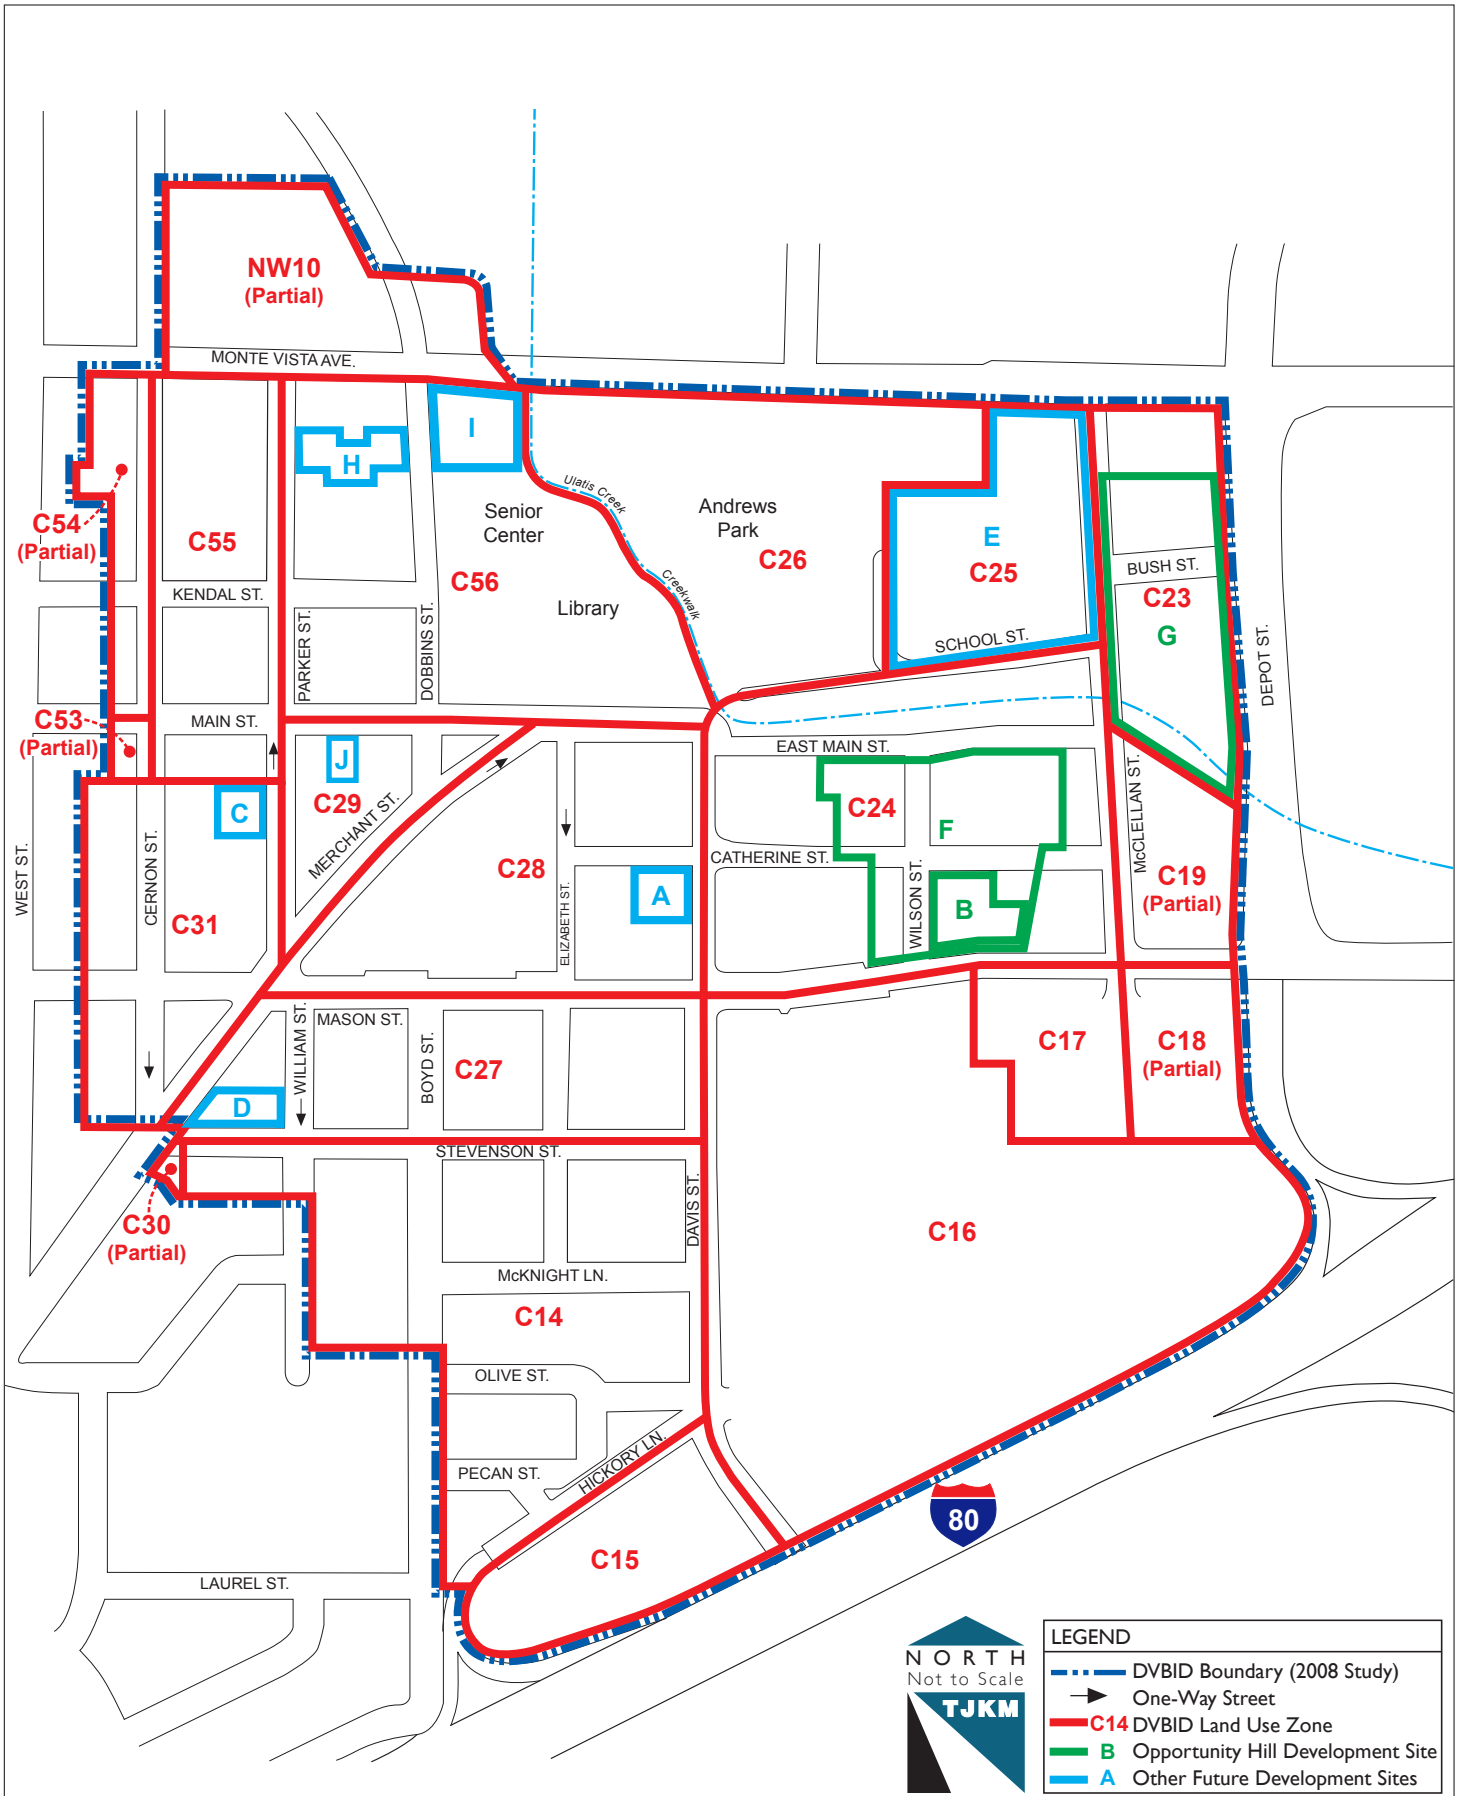 NW10
(Partial)
MONTE VISTA AVE.
I
H
Ulatis Creek
Creekwalk
Senior
Center
Andrews
Park
C26
E
C25
C54
(Partial)
C55
C56
Library
KENDAL ST.
PARKER ST.
DOBBINS ST.
SCHOOL ST.
BUSH ST.
C23
G
DEPOT ST.
C53
(Partial)
MAIN ST.
EAST MAIN ST.
J
C29
C
MERCHANT ST.
C24
F
McCLELLAN ST.
WEST ST.
CERNON ST.
C31
C28
ELIZABETH ST.
A
CATHERINE ST.
WILSON ST.
B
C19
(Partial)
WILLIAM ST.
MASON ST.
BOYD ST.
C27
C17
C18
(Partial)
D
STEVENSON ST.
DAVIS ST.
C30
(Partial)
C16
McKNIGHT LN.
C14
OLIVE ST.
HICKORY LN.
PECAN ST.
80
C15
LAUREL ST.
NORTH
Not to Scale
TJKM
LEGEND
DVBID Boundary (2008 Study)
One-Way Street
C14 DVBID Land Use Zone
B Opportunity Hill Development Site
A Other Future Development Sites